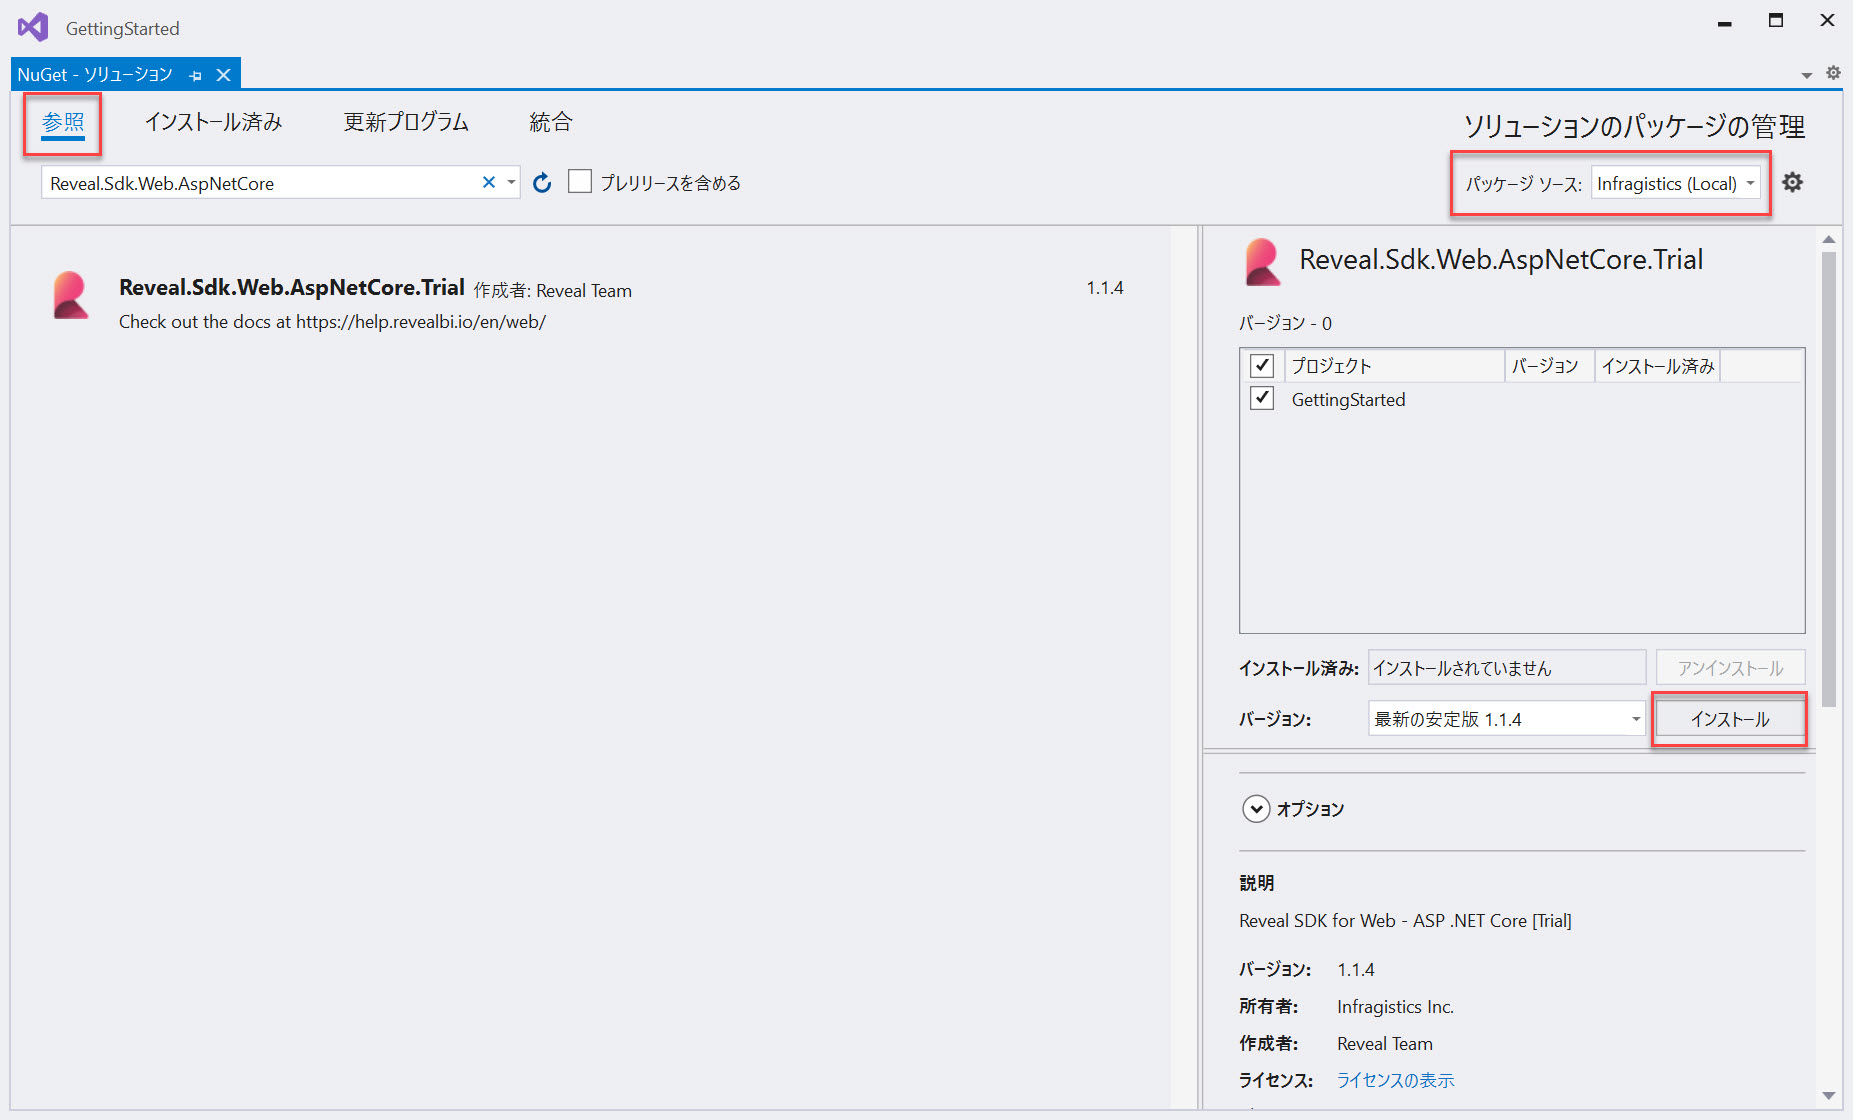 GettingStarted
NuGet - ソリューション
参照 インストール済み 更新プログラム 統合
ソリューションのパッケージの管理
Reveal.Sdk.Web.AspNetCore
プレリリースを含める
パッケージ ソース: Infragistics (Local)
Reveal.Sdk.Web.AspNetCore.Trial 作成者: Reveal Team 1.1.4
Check out the docs at https://help.revealbi.io/en/web/
Reveal.Sdk.Web.AspNetCore.Trial
バージョン - 0
プロジェクト バージョン インストール済み
GettingStarted
インストール済み: インストールされていません アンインストール
バージョン: 最新の安定版 1.1.4 インストール
オプション
説明
Reveal SDK for Web - ASP .NET Core [Trial]
バージョン: 1.1.4
所有者: Infragistics Inc.
作成者: Reveal Team
ライセンス: ライセンスの表示